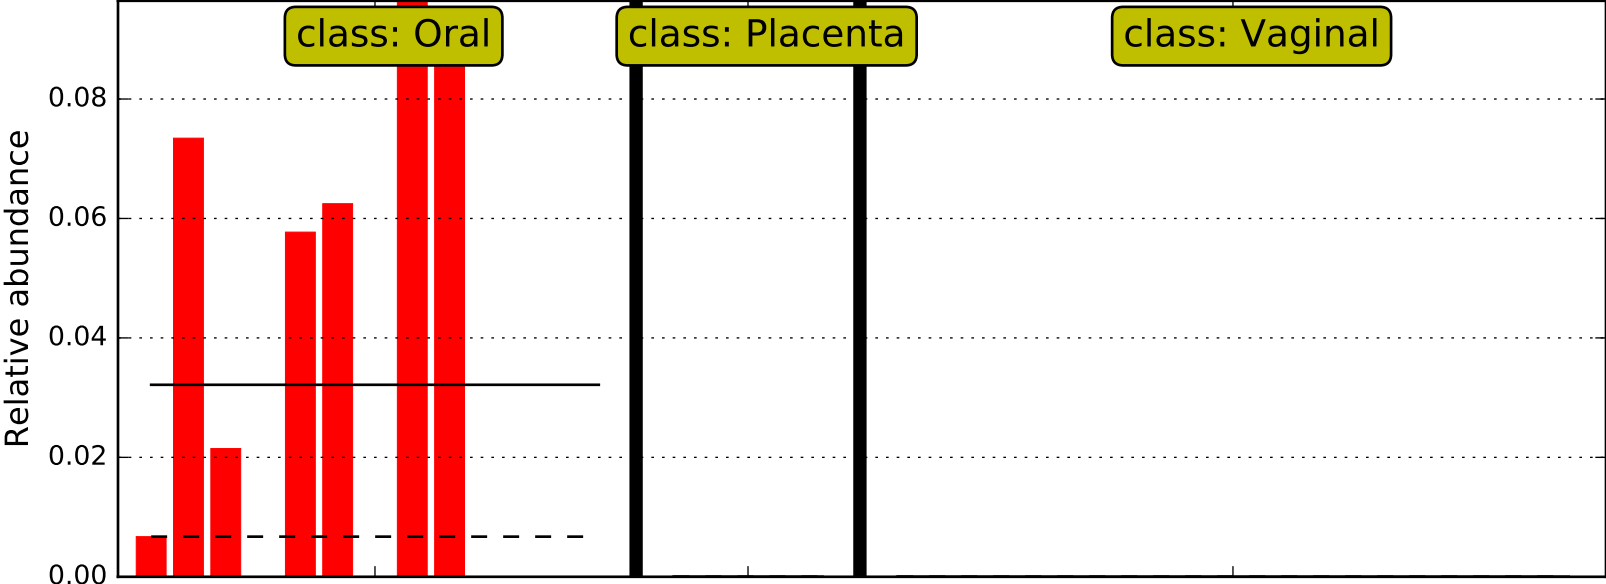 class: Oral
class: Placenta
class: Vaginal
Relative abundance
0.08
0.06
0.04
0.02
0.00